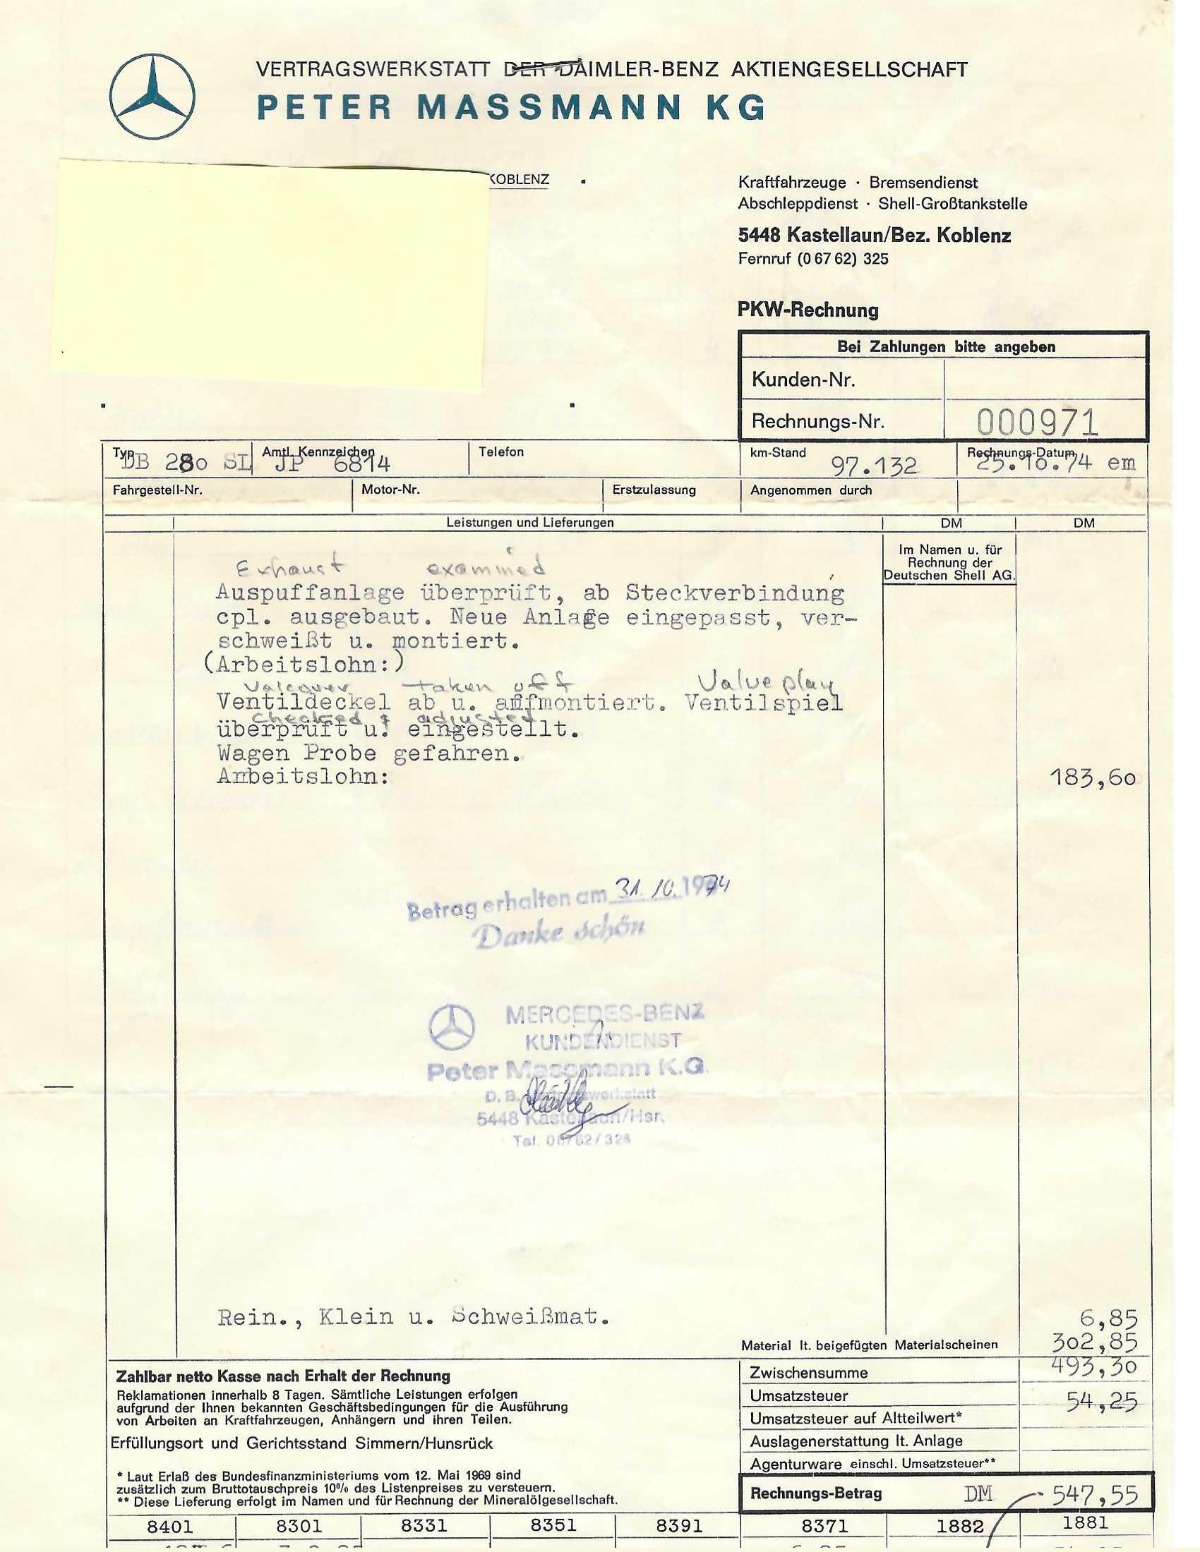 VERTRAGSWERKSTATT DER DAIMLER-BENZ AKTIENGESELLSCHAFT
PETER MASSMANN KG
KOBLENZ
Kraftfahrzeuge · Bremsendienst
Abschleppdienst · Shell-Großtankstelle
5448 Kastellaun/Bez. Koblenz
Fernruf (0 67 62) 325
PKW-Rechnung
Bei Zahlungen bitte angeben
Kunden-Nr.
Rechnungs-Nr. 000971
Typ DB 280 SL Amtl. Kennzeichen JP 6814 Telefon km-Stand 97.132 Rechnungs-Datum 25.10.74 em
Fahrgestell-Nr. Motor-Nr. Erstzulassung Angenommen durch
Leistungen und Lieferungen DM DM
Im Namen u. für
Rechnung der
Deutschen Shell AG.
Exhaust examined
Auspuffanlage überprüft, ab Steckverbindung
cpl. ausgebaut. Neue Anlage eingepasst, ver-
schweißt u. montiert.
(Arbeitslohn:)
taken off Valve play
Ventildeckel ab u. aufmontiert. Ventilspiel
Checked & adjusted
überprüft u. eingestellt.
Wagen Probe gefahren.
Arbeitslohn: 183,60
Betrag erhalten am 31.10.1974
Danke schön
MERCEDES-BENZ
KUNDENDIENST
Peter Massmann K.G.
D.B.
5448 Kastellaun/Hsr.
Tel. 06762/325
Rein., Klein u. Schweißmat. 6,85
Material lt. beigefügten Materialscheinen 302,85
Zahlbar netto Kasse nach Erhalt der Rechnung
Reklamationen innerhalb 8 Tagen. Sämtliche Leistungen erfolgen
aufgrund der Ihnen bekannten Geschäftsbedingungen für die Ausführung
von Arbeiten an Kraftfahrzeugen, Anhängern und ihren Teilen.
Erfüllungsort und Gerichtsstand Simmern/Hunsrück
* Laut Erlaß des Bundesfinanzministeriums vom 12. Mai 1969 sind
zusätzlich zum Bruttotauschpreis 10% des Listenpreises zu versteuern.
** Diese Lieferung erfolgt im Namen und für Rechnung der Mineralölgesellschaft.
Zwischensumme 493,30
Umsatzsteuer 54,25
Umsatzsteuer auf Altteilwert*
Auslagenerstattung lt. Anlage
Agenturware einschl. Umsatzsteuer**
Rechnungs-Betrag DM 547,55
8401 8301 8331 8351 8391 8371 1882 1881